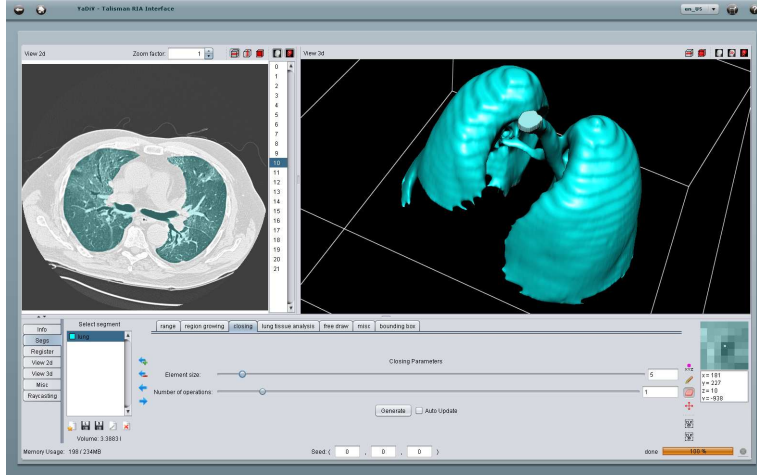 YaDiV - Talisman RIA Interface
en_US
View 2d
Zoom factor:
1
View 3d
0
1
2
3
4
5
6
7
8
9
10
11
12
13
14
15
16
17
18
19
20
21
Info
Segs
Register
View 2d
View 3d
Misc
Raycasting
Select segment
lung
Volume: 3.3883 l
range
region growing
closing
lung tissue analysis
free draw
misc
bounding box
Closing Parameters
Element size:
5
Number of operations:
1
Generate
Auto Update
x = 181
y = 227
z = 10
v = -938
Memory Usage: 198 / 234MB
Seed: ( 0 , 0 , 0 )
done
100 %